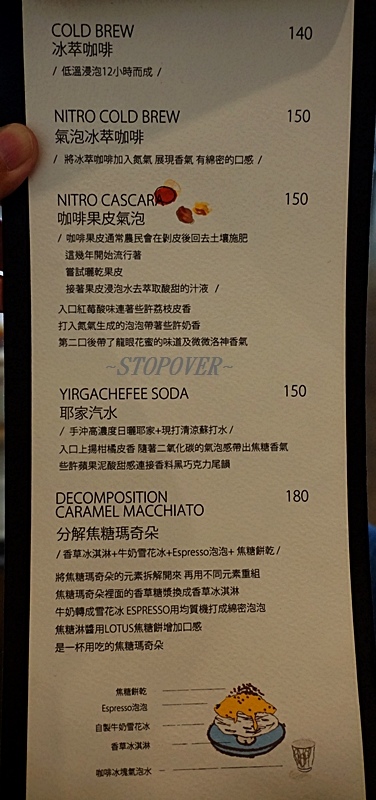 COLD BREW 140
冰萃咖啡
/ 低溫浸泡12小時而成 /
NITRO COLD BREW 150
氣泡冰萃咖啡
/ 將冰萃咖啡加入氮氣 展現香氣 有綿密的口感 /
NITRO CASCARA 150
咖啡果皮氣泡
/ 咖啡果皮通常農民會在剝皮後回去土壤施肥
這幾年開始流行著
嘗試曬乾果皮
接著果皮浸泡水去萃取酸甜的汁液 /
入口紅莓酸味連著些許荔枝皮香
打入氮氣生成的泡泡帶著些許奶香
第二口後帶了龍眼花蜜的味道及微微洛神香氣
~STOPOVER~
YIRGACHEFEE SODA 150
耶家汽水
/ 手沖高濃度日曬耶家+現打清涼蘇打水 /
入口上揚柑橘皮香 隨著二氧化碳的氣泡感帶出焦糖香氣
些許蘋果泥酸甜感連接香料黑巧克力尾韻
DECOMPOSITION 180
CARAMEL MACCHIATO
分解焦糖瑪奇朵
/ 香草冰淇淋+牛奶雪花冰+Espresso泡泡+ 焦糖餅乾 /
將焦糖瑪奇朵的元素拆解開來 再用不同元素重組
焦糖瑪奇朵裡面的香草糖漿換成香草冰淇淋
牛奶轉成雪花冰 ESPRESSO用均質機打成綿密泡泡
焦糖淋醬用LOTUS焦糖餅增加口感
是一杯用吃的焦糖瑪奇朵
焦糖餅乾
Espresso泡泡
自製牛奶雪花冰
香草冰淇淋
咖啡冰塊氣泡水